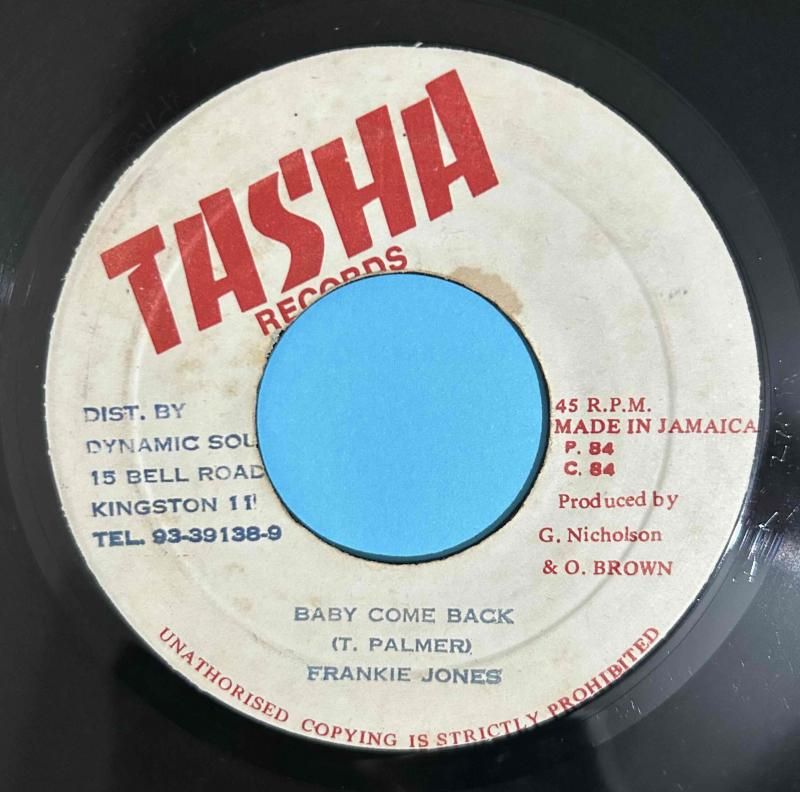 TASHA
RECORDS
DIST. BY
DYNAMIC SOU
15 BELL ROAD
KINGSTON 11
TEL. 93-39138-9
45 R.P.M.
MADE IN JAMAICA
P. 84
C. 84
Produced by
G. Nicholson
& O. BROWN
BABY COME BACK
(T. PALMER)
FRANKIE JONES
UNATHORISED COPYING IS STRICTLY PROHIBITED